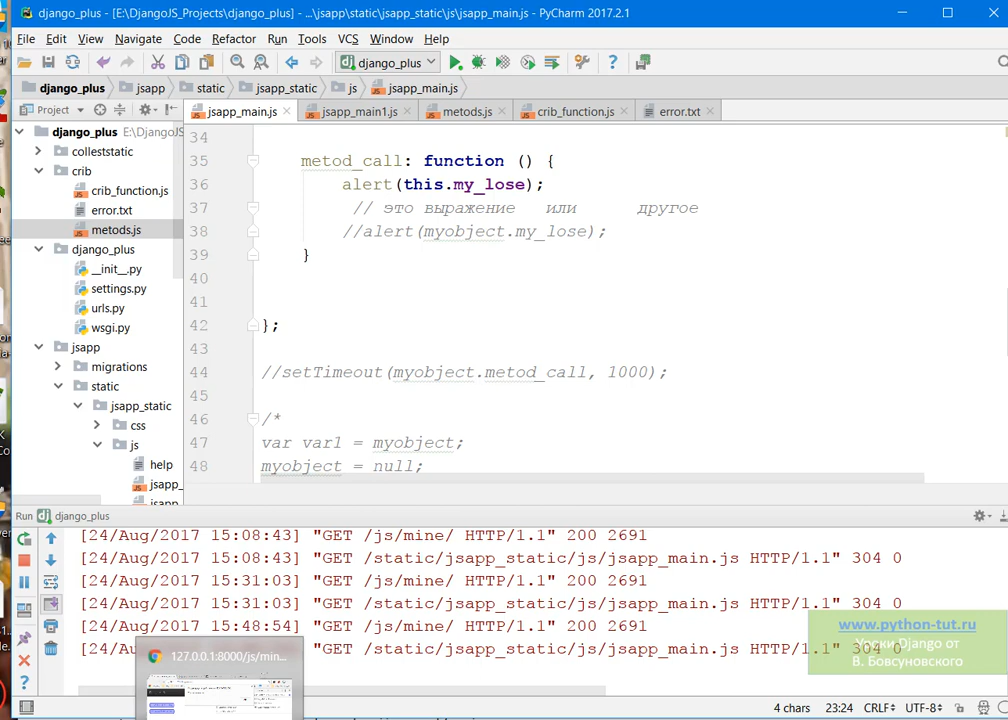 django_plus - [E:\DjangoJS_Projects\django_plus] - ...\jsapp\static\jsapp_static\js\jsapp_main.js - PyCharm 2017.2.1
File Edit View Navigate Code Refactor Run Tools VCS Window Help
django_plus
django_plus jsapp static jsapp_static js jsapp_main.js
Project
jsapp_main.js jsapp_main1.js metods.js crib_function.js error.txt
django_plus E:\DjangoJS
colleststatic
crib
crib_function.js
error.txt
metods.js
django_plus
__init__.py
settings.py
urls.py
wsgi.py
jsapp
migrations
static
jsapp_static
css
js
help
jsapp_
jsapp
34
35 metod_call: function () {
36 alert(this.my_lose);
37 // это выражение или другое
38 //alert(myobject.my_lose);
39 }
40
41
42 };
43
44 //setTimeout(myobject.metod_call, 1000);
45
46 /*
47 var var1 = myobject;
48 myobject = null;
Run django_plus
[24/Aug/2017 15:08:43] "GET /js/mine/ HTTP/1.1" 200 2691
[24/Aug/2017 15:08:43] "GET /static/jsapp_static/js/jsapp_main.js HTTP/1.1" 304 0
[24/Aug/2017 15:31:03] "GET /js/mine/ HTTP/1.1" 200 2691
[24/Aug/2017 15:31:03] "GET /static/jsapp_static/js/jsapp_main.js HTTP/1.1" 304 0
[24/Aug/2017 15:48:54] "GET /js/mine/ HTTP/1.1" 200 2691
[24/Au "GET /static/jsapp_static/js/jsapp_main.js HTTP/1.1" 304 0
127.0.0.1:8000/js/min...
www.python-tut.ru
Уроки Django от
В. Бовсуновского
4 chars 23:24 CRLF UTF-8